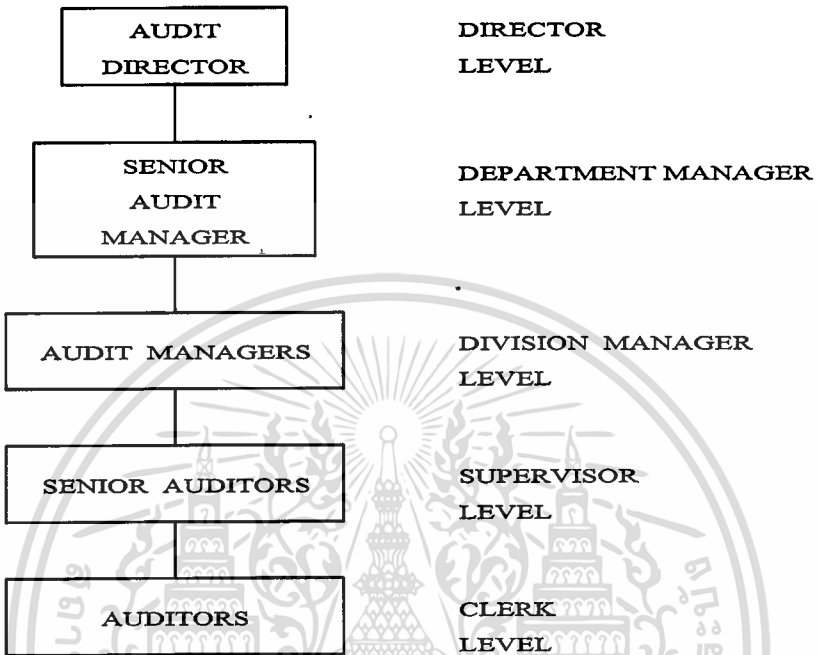 AUDIT
DIRECTOR
DIRECTOR
LEVEL
SENIOR
AUDIT
MANAGER
DEPARTMENT MANAGER
LEVEL
AUDIT MANAGERS
DIVISION MANAGER
LEVEL
SENIOR AUDITORS
SUPERVISOR
LEVEL
AUDITORS
CLERK
LEVEL